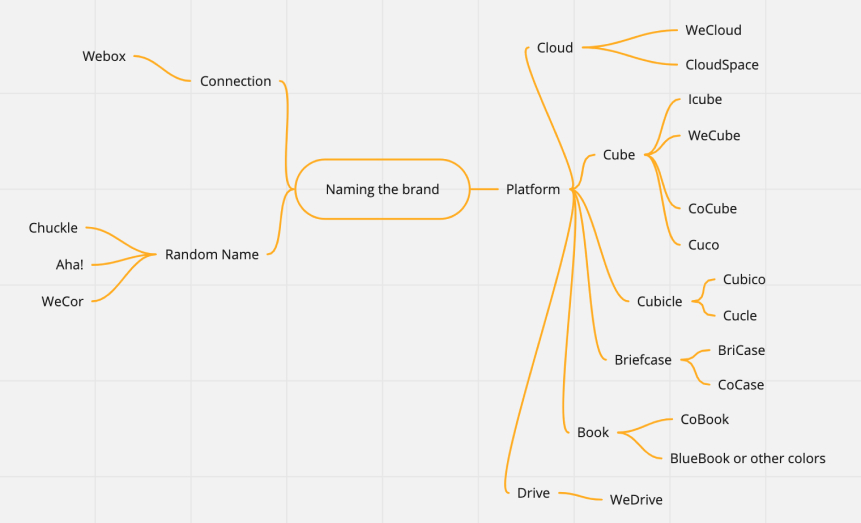 Naming the brand
Connection
Webox
Random Name
Chuckle
Aha!
WeCor
Platform
Cloud
WeCloud
CloudSpace
Cube
Icube
WeCube
CoCube
Cuco
Cubicle
Cubico
Cucle
Briefcase
BriCase
CoCase
Book
CoBook
BlueBook or other colors
Drive
WeDrive